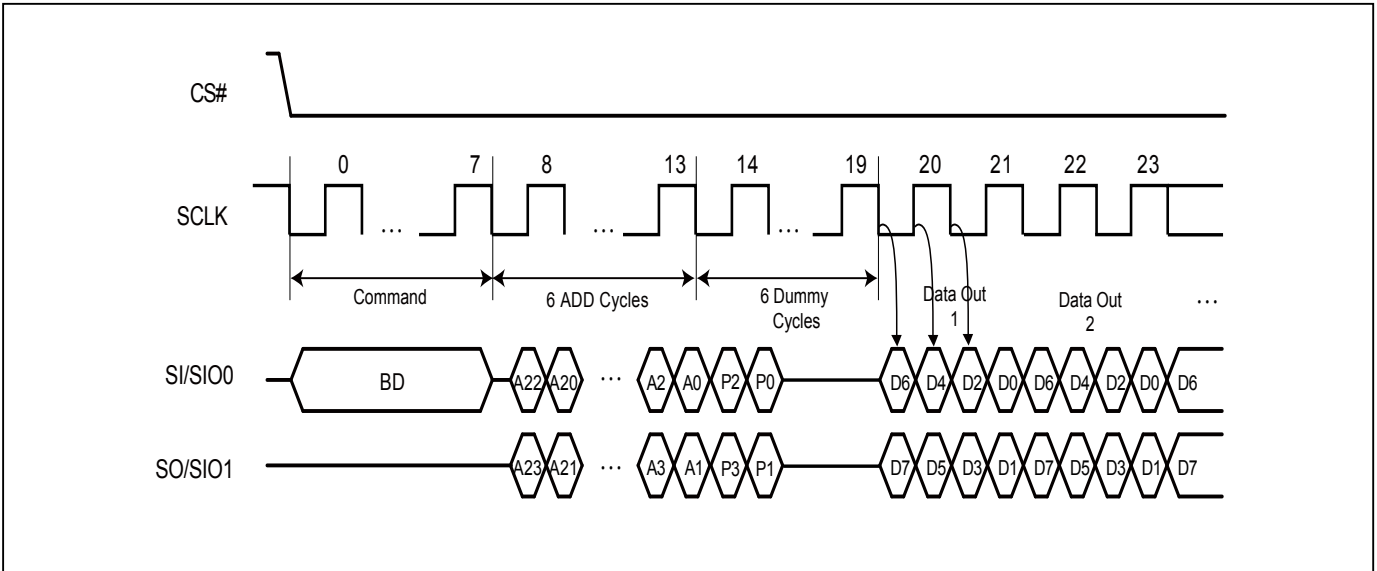 CS#
0 7 8 13 14 19 20 21 22 23
SCLK
... ... ...
Command
6 ADD Cycles
6 Dummy
Cycles
Data Out
1
Data Out
2
...
SI/SIO0
BD
A22 A20 ... A2 A0 P2 P0 D6 D4 D2 D0 D6 D4 D2 D0 D6
SO/SIO1
A23 A21 ... A3 A1 P3 P1 D7 D5 D3 D1 D7 D5 D3 D1 D7